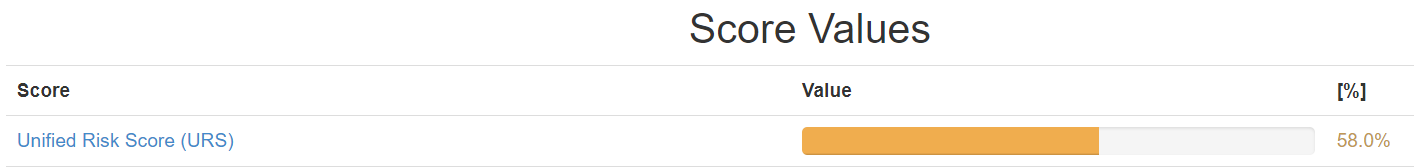 Score Values
Score Value [%]
Unified Risk Score (URS) 58.0%